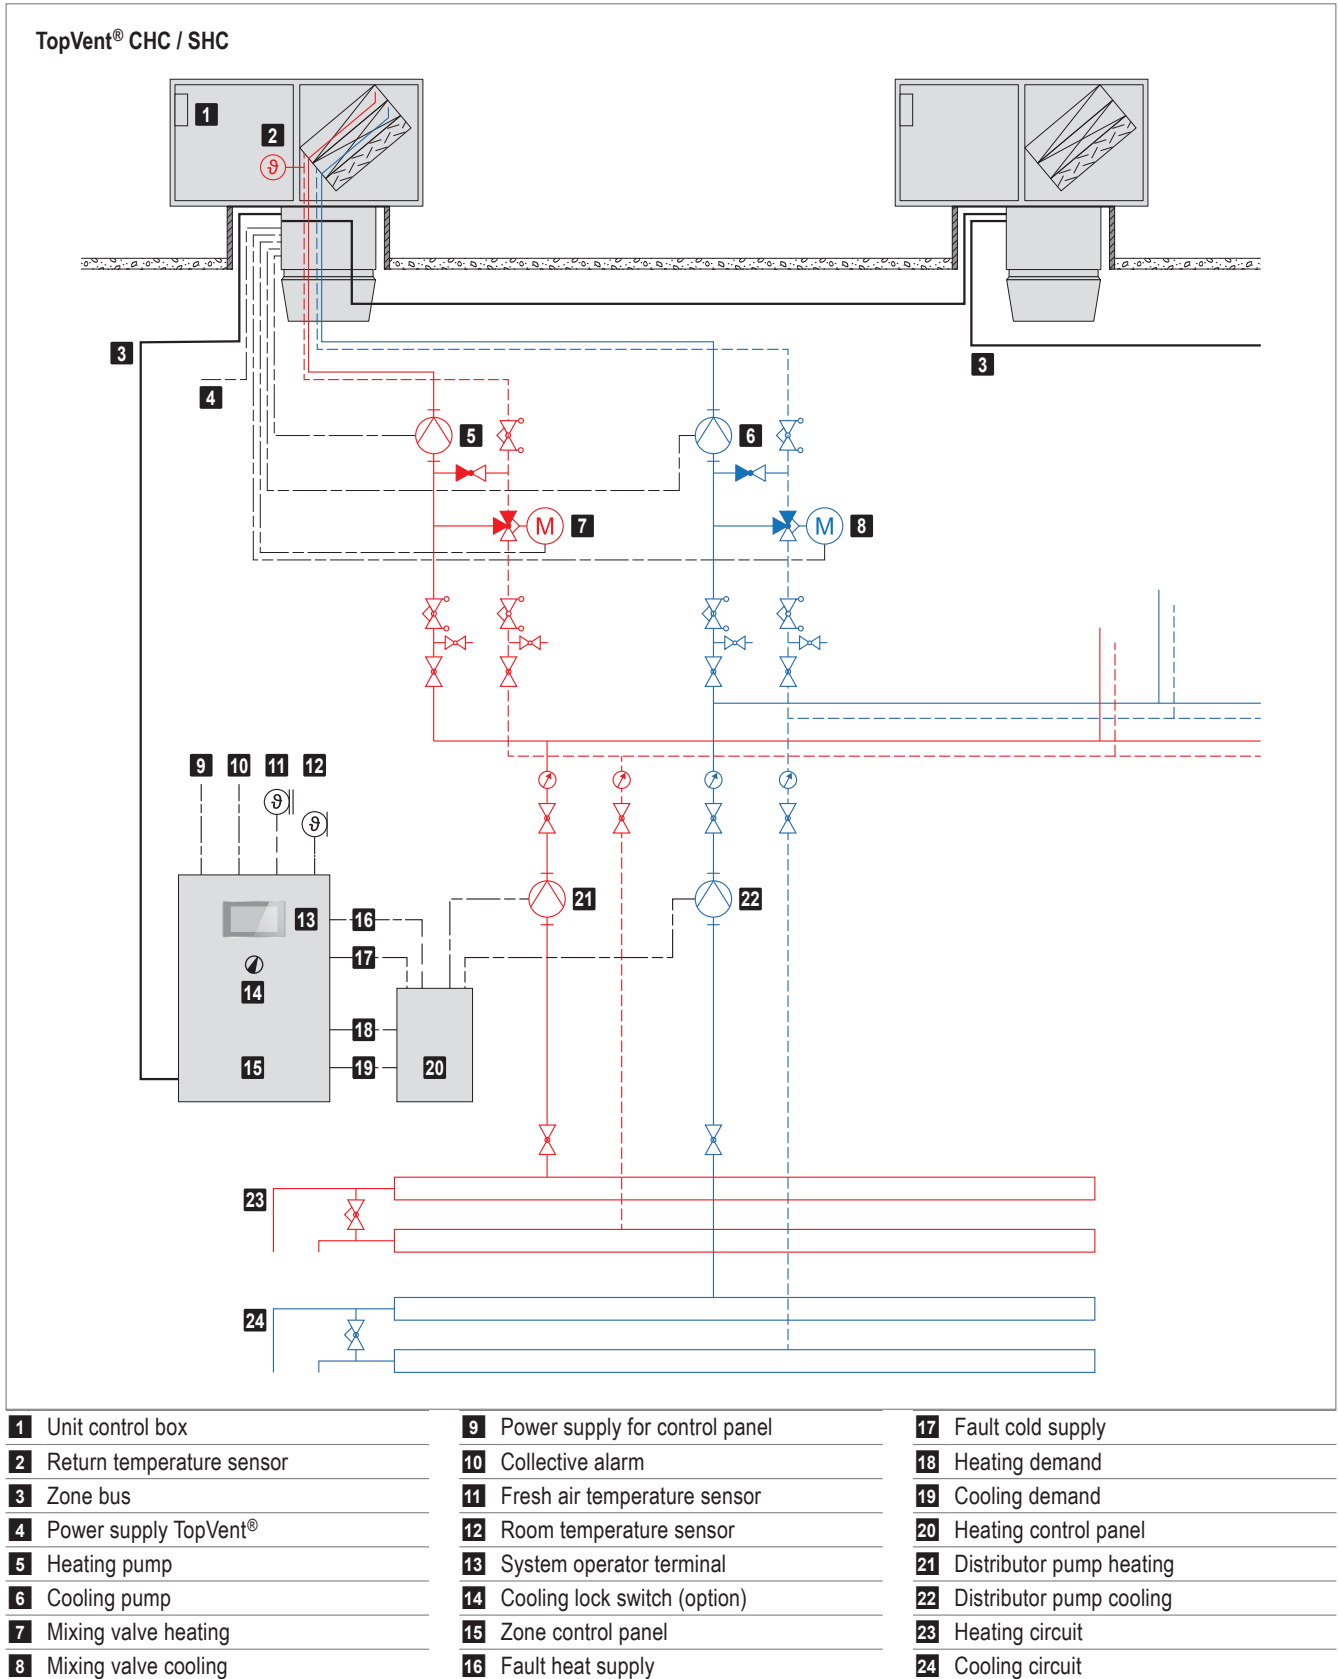 TopVent® CHC / SHC
1
2
ϑ
3
4
3
5
6
M
7
M
8
9
10
11
12
ϑ
ϑ
13
16
21
22
17
14
18
15
19
20
23
24
1 Unit control box
2 Return temperature sensor
3 Zone bus
4 Power supply TopVent®
5 Heating pump
6 Cooling pump
7 Mixing valve heating
8 Mixing valve cooling
9 Power supply for control panel
10 Collective alarm
11 Fresh air temperature sensor
12 Room temperature sensor
13 System operator terminal
14 Cooling lock switch (option)
15 Zone control panel
16 Fault heat supply
17 Fault cold supply
18 Heating demand
19 Cooling demand
20 Heating control panel
21 Distributor pump heating
22 Distributor pump cooling
23 Heating circuit
24 Cooling circuit